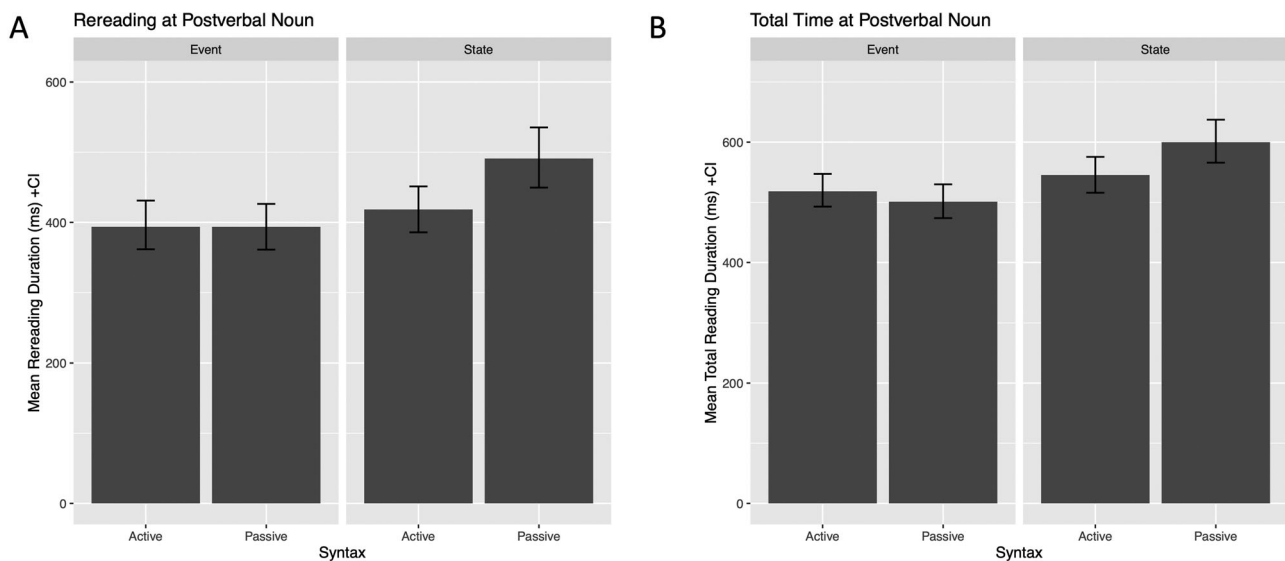 A
Rereading at Postverbal Noun
Event
State
Mean Rereading Duration (ms) +CI
600
400
200
0
Active
Passive
Active
Passive
Syntax
B
Total Time at Postverbal Noun
Event
State
Mean Total Reading Duration (ms) +CI
600
400
200
0
Active
Passive
Active
Passive
Syntax